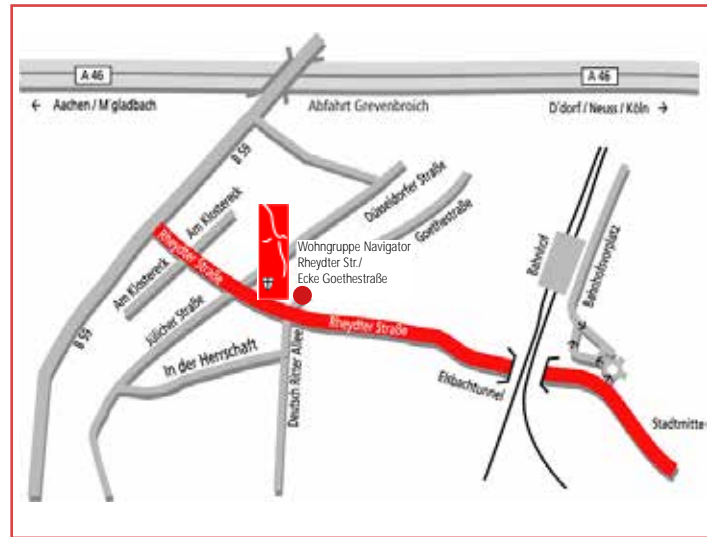 A 46
A 46
← Aachen / M´gladbach
Abfahrt Grevenbroich
D´dorf / Neuss / Köln →
B 59
Düsseldorfer Straße
Goethestraße
Am Klostereck
Rheydter Straße
Am Klostereck
Wohngruppe Navigator
Rheydter Str./
Ecke Goethestraße
Bahnhof
Bahnhofsvorplatz
Jülicher Straße
B 59
Rheydter Straße
In der Herrschaft
Deutsch Ritter Allee
Elsbachtunnel
Stadtmitte